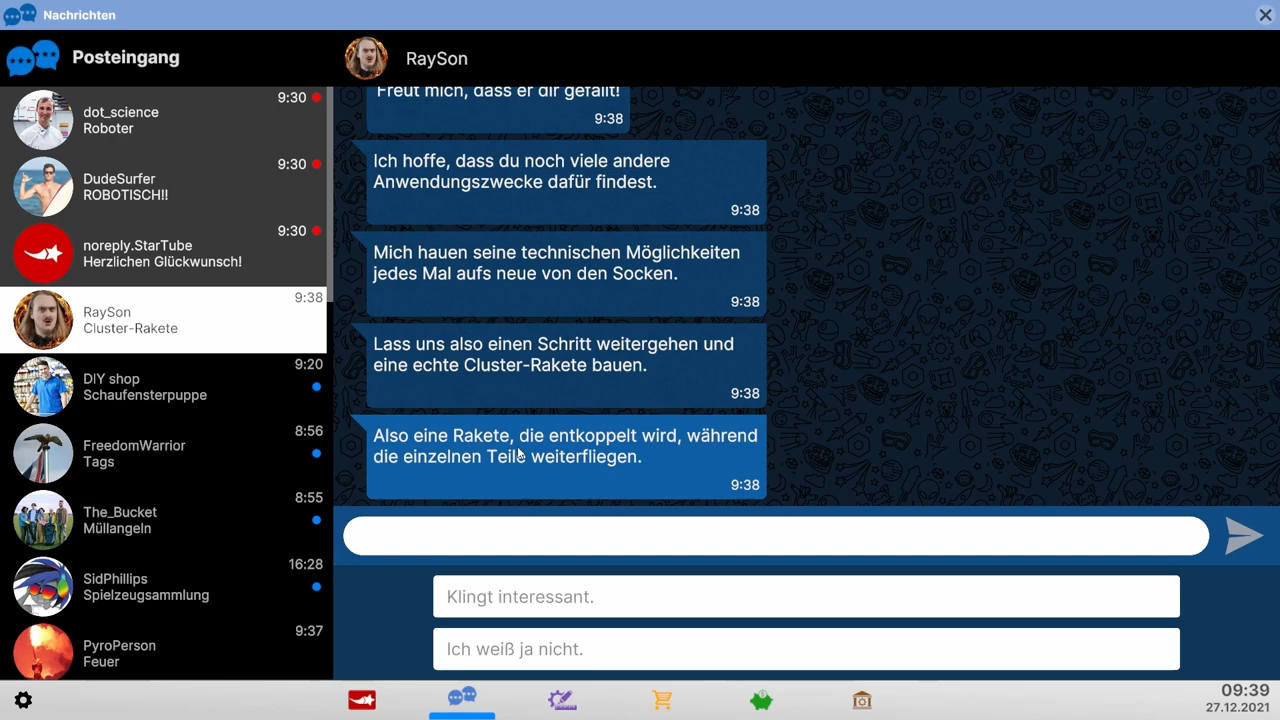 Nachrichten
Posteingang
dot_science
Roboter
9:30
DudeSurfer
ROBOTISCH!!
9:30
noreply.StarTube
Herzlichen Glückwunsch!
9:30
RaySon
Cluster-Rakete
9:38
DIY shop
Schaufensterpuppe
9:20
FreedomWarrior
Tags
8:56
The_Bucket
Müllangeln
8:55
SidPhillips
Spielzeugsammlung
16:28
PyroPerson
Feuer
9:37
RaySon
Freut mich, dass er dir gefällt!
9:38
Ich hoffe, dass du noch viele andere
Anwendungszwecke dafür findest.
9:38
Mich hauen seine technischen Möglichkeiten
jedes Mal aufs neue von den Socken.
9:38
Lass uns also einen Schritt weitergehen und
eine echte Cluster-Rakete bauen.
9:38
Also eine Rakete, die entkoppelt wird, während
die einzelnen Teile weiterfliegen.
9:38
Klingt interessant.
Ich weiß ja nicht.
09:39
27.12.2021